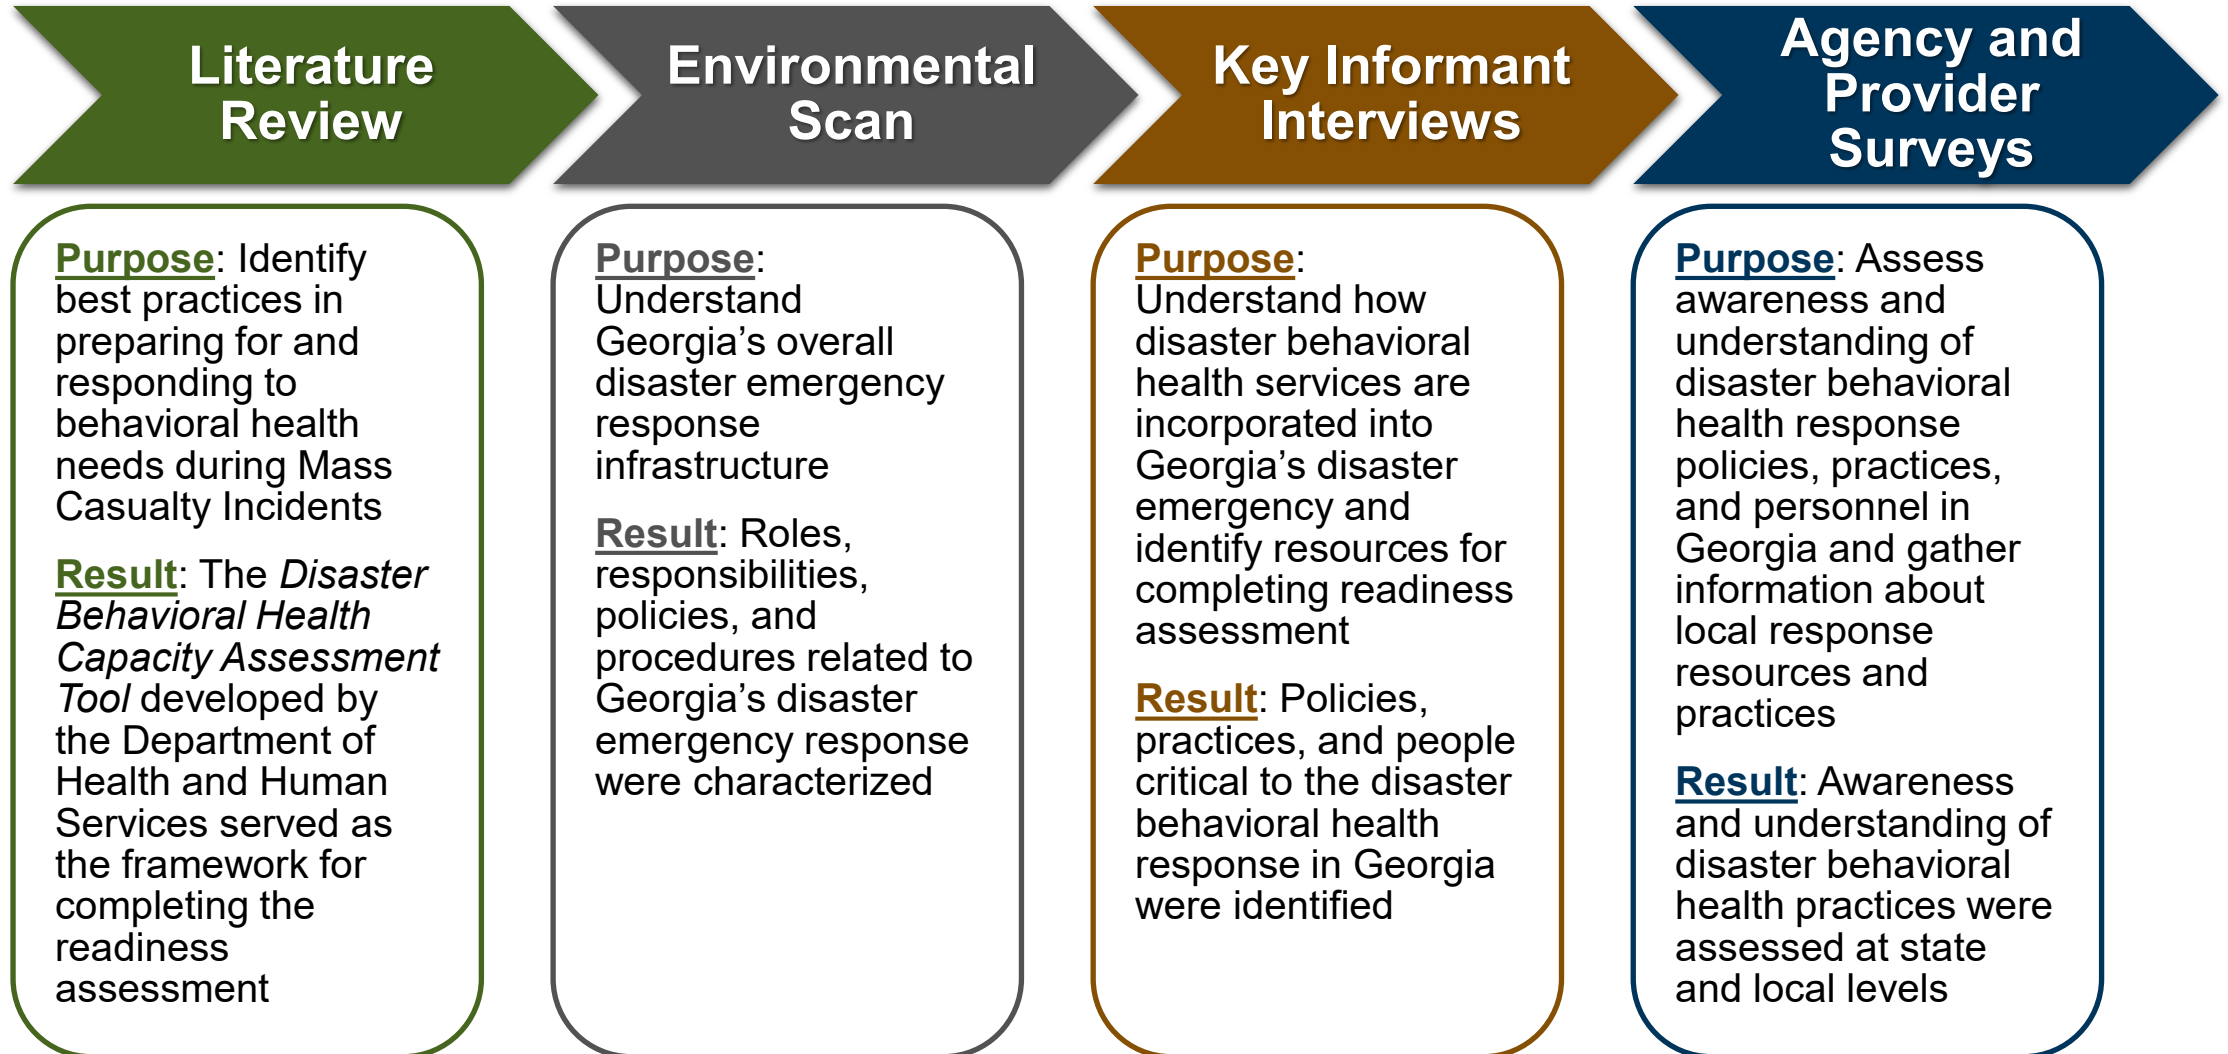 Literature
Review
Purpose: Identify
best practices in
preparing for and
responding to
behavioral health
needs during Mass
Casualty Incidents
Result: The Disaster
Behavioral Health
Capacity Assessment
Tool developed by
the Department of
Health and Human
Services served as
the framework for
completing the
readiness
assessment
Environmental
Scan
Purpose:
Understand
Georgia’s overall
disaster emergency
response
infrastructure
Result: Roles,
responsibilities,
policies, and
procedures related to
Georgia’s disaster
emergency response
were characterized
Key Informant
Interviews
Purpose:
Understand how
disaster behavioral
health services are
incorporated into
Georgia’s disaster
emergency and
identify resources for
completing readiness
assessment
Result: Policies,
practices, and people
critical to the disaster
behavioral health
response in Georgia
were identified
Agency and
Provider
Surveys
Purpose: Assess
awareness and
understanding of
disaster behavioral
health response
policies, practices,
and personnel in
Georgia and gather
information about
local response
resources and
practices
Result: Awareness
and understanding of
disaster behavioral
health practices were
assessed at state
and local levels